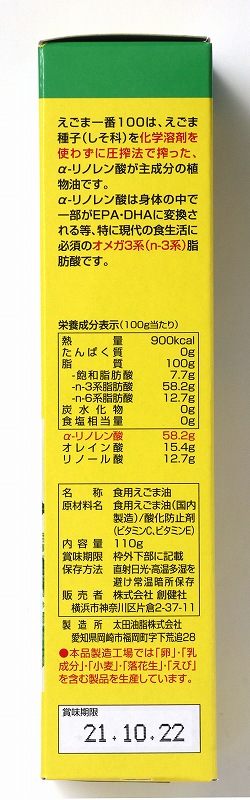 えごま一番100は、えごま
種子(しそ科)を化学溶剤を
使わずに圧搾法で搾った、
α-リノレン酸が主成分の植
物油です。
α-リノレン酸は身体の中で
一部がEPA・DHAに変換さ
れる等、特に現代の食生活に
必須のオメガ3系(n-3系)脂
肪酸です。
栄養成分表示(100g当たり)
熱量 900kcal
たんぱく質 0g
脂質 100g
-飽和脂肪酸 7.7g
-n-3系脂肪酸 58.2g
-n-6系脂肪酸 12.7g
炭水化物 0g
食塩相当量 0g
α-リノレン酸 58.2g
オレイン酸 15.4g
リノール酸 12.7g
名称 食用えごま油
原材料名 食用えごま油(国内
製造)/酸化防止剤
(ビタミンC、ビタミンE)
内容量 110g
賞味期限 枠外下部に記載
保存方法 直射日光・高温多湿を
避け常温暗所保存
販売者 株式会社 創健社
横浜市神奈川区片倉2-37-11
製造所 太田油脂株式会社
愛知県岡崎市福岡町字下荒追28
●本品製造工場では「卵」・「乳
成分」・「小麦」・「落花生」・「えび」
を含む製品を生産しています。
賞味期限
21.10.22